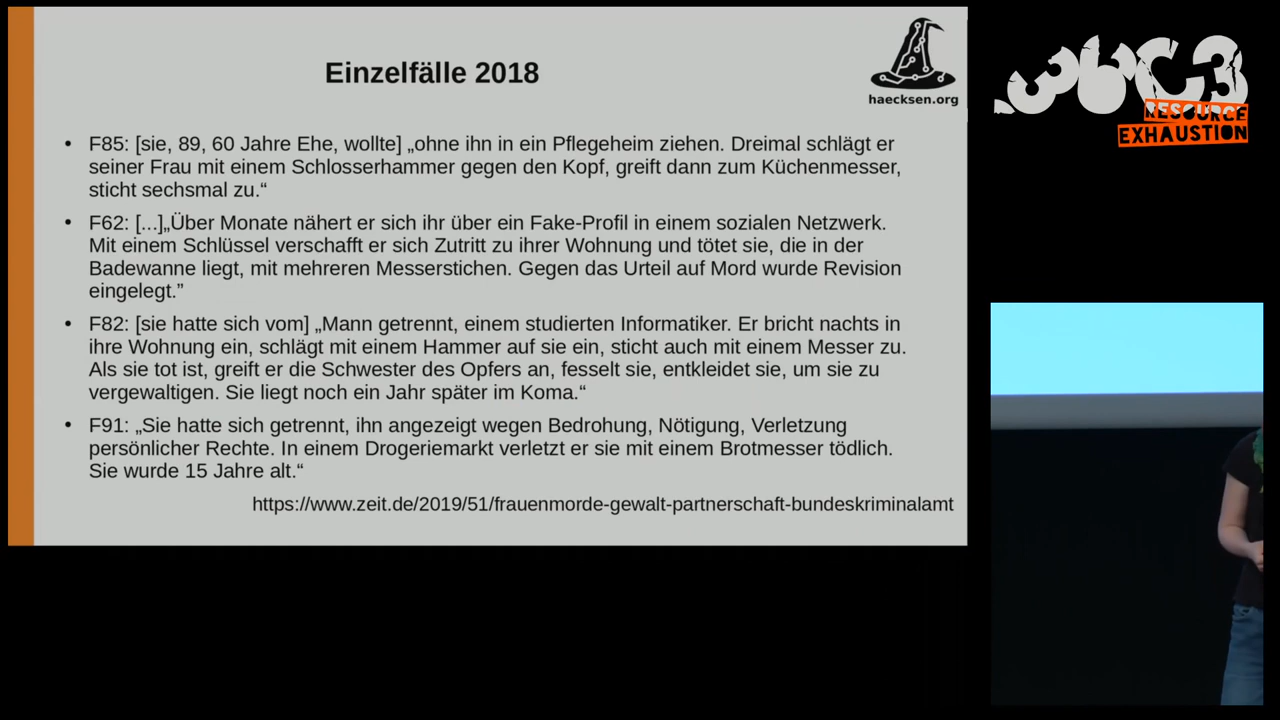 Einzelfälle 2018
haecksen.org
• F85: [sie, 89, 60 Jahre Ehe, wollte] „ohne ihn in ein Pflegeheim ziehen. Dreimal schlägt er
seiner Frau mit einem Schlosserhammer gegen den Kopf, greift dann zum Küchenmesser,
sticht sechsmal zu.“
• F62: [...]„Über Monate nähert er sich ihr über ein Fake-Profil in einem sozialen Netzwerk.
Mit einem Schlüssel verschafft er sich Zutritt zu ihrer Wohnung und tötet sie, die in der
Badewanne liegt, mit mehreren Messerstichen. Gegen das Urteil auf Mord wurde Revision
eingelegt.”
• F82: [sie hatte sich vom] „Mann getrennt, einem studierten Informatiker. Er bricht nachts in
ihre Wohnung ein, schlägt mit einem Hammer auf sie ein, sticht auch mit einem Messer zu.
Als sie tot ist, greift er die Schwester des Opfers an, fesselt sie, entkleidet sie, um sie zu
vergewaltigen. Sie liegt noch ein Jahr später im Koma.“
• F91: „Sie hatte sich getrennt, ihn angezeigt wegen Bedrohung, Nötigung, Verletzung
persönlicher Rechte. In einem Drogeriemarkt verletzt er sie mit einem Brotmesser tödlich.
Sie wurde 15 Jahre alt.“
https://www.zeit.de/2019/51/frauenmorde-gewalt-partnerschaft-bundeskriminalamt
36C3
RESOURCE
EXHAUSTION